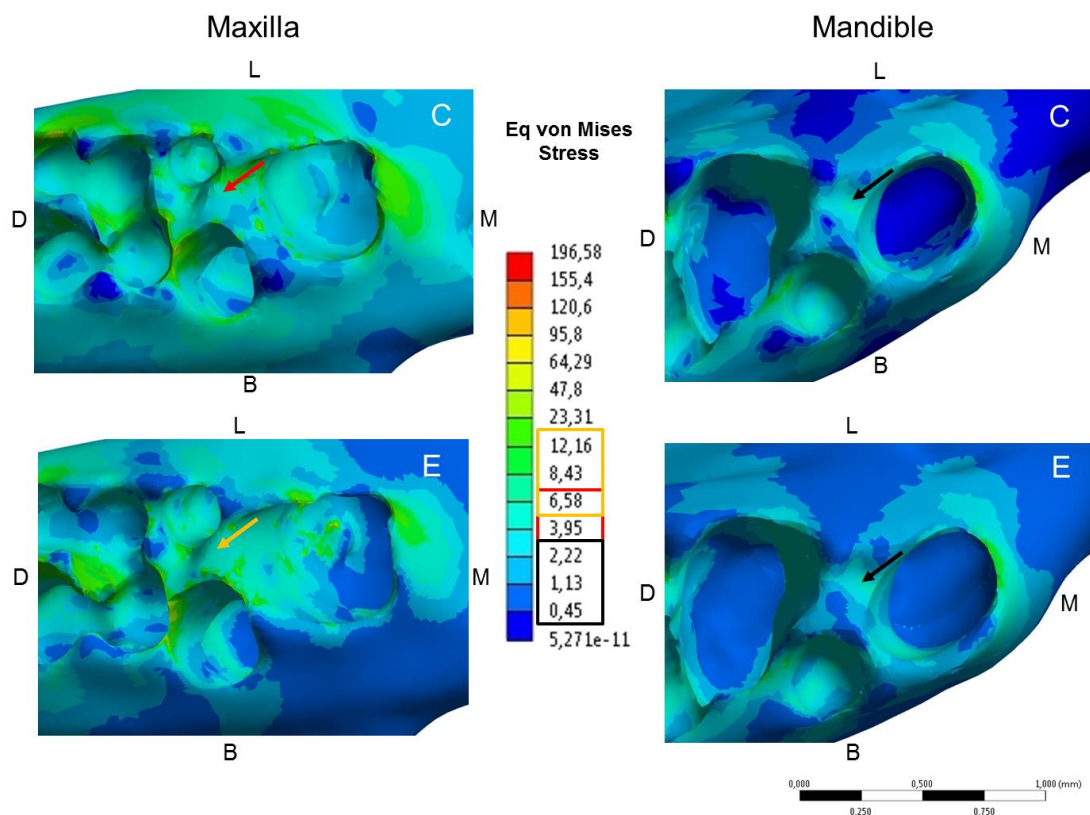 Maxilla
Mandible
L
L
C
C
Eq von Mises
Stress
D
M
D
M
196,58
155,4
120,6
95,8
64,29
47,8
23,31
12,16
8,43
6,58
3,95
2,22
1,13
0,45
5,271e-11
B
B
L
L
E
E
D
M
D
M
B
B
0,000
0,500
1,000 (mm)
0.250
0.750